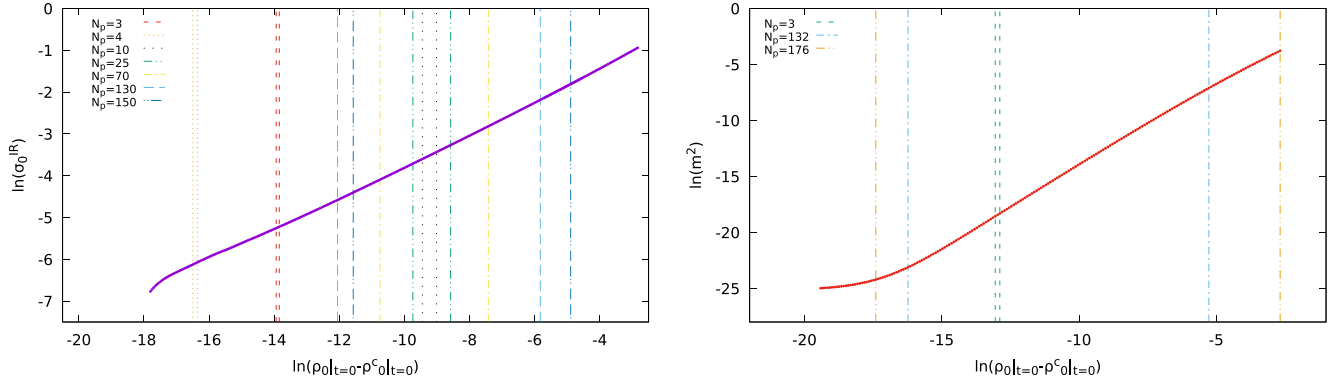 N_p=3
N_p=4
N_p=10
N_p=25
N_p=70
N_p=130
N_p=150
0
-1
-2
-3
-4
-5
-6
-7
ln(σ_0^IR)
-20 -18 -16 -14 -12 -10 -8 -6 -4
ln(ρ_0|_t=0-ρ^c_0|_t=0)
N_p=3
N_p=132
N_p=176
0
-5
-10
-15
-20
-25
ln(m^2)
-20 -15 -10 -5
ln(ρ_0|_t=0-ρ^c_0|_t=0)